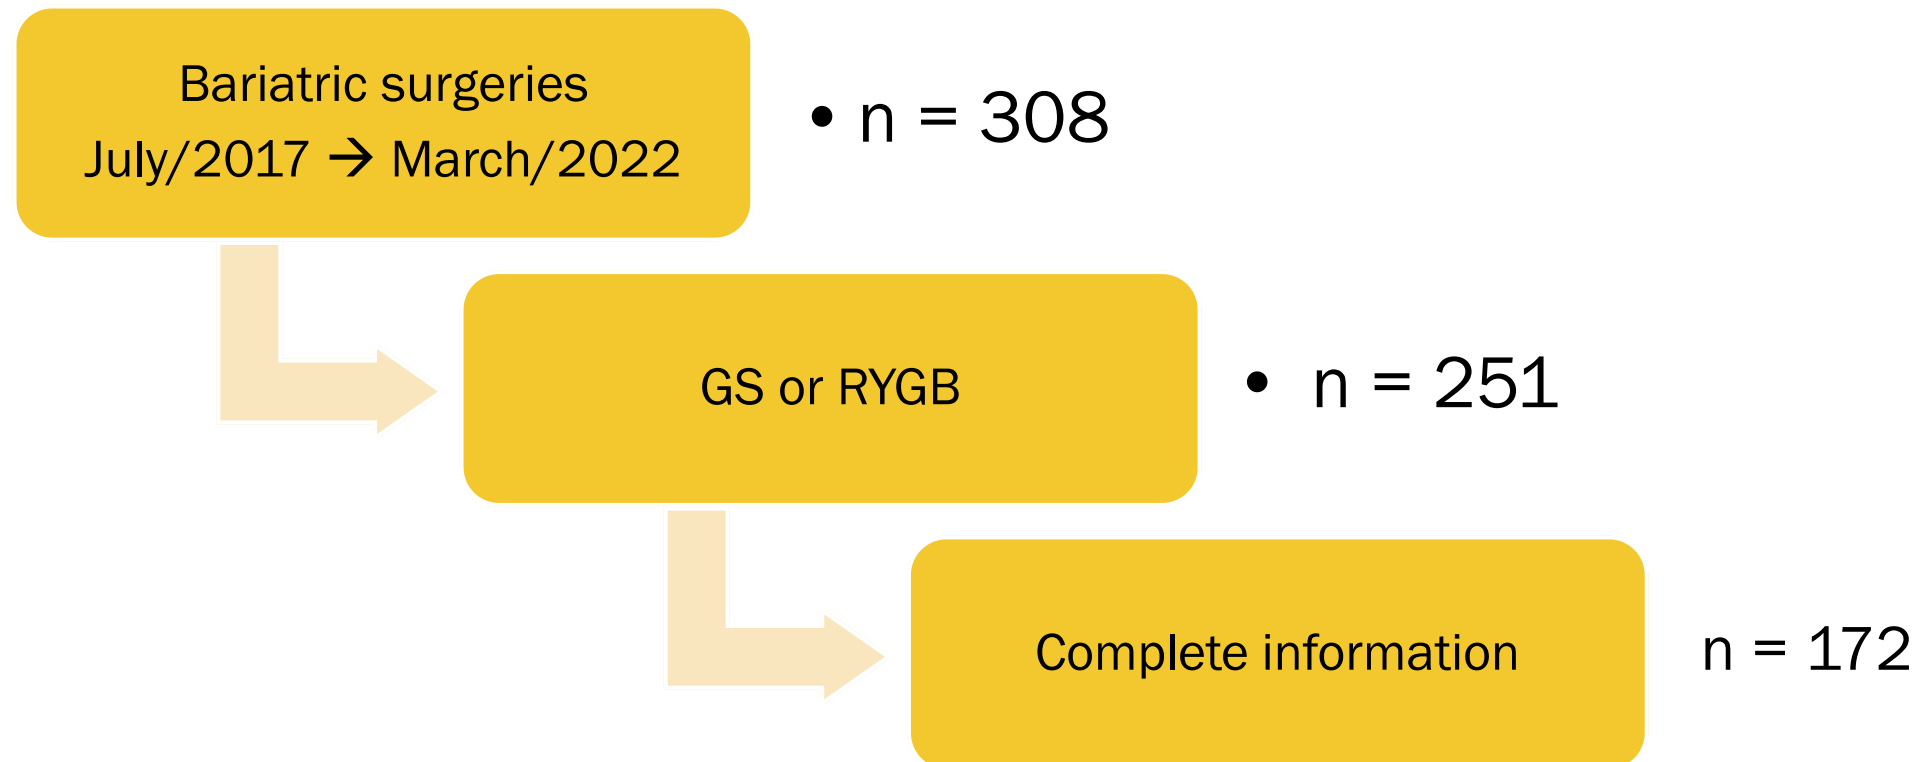 Bariatric surgeries
July/2017 → March/2022
• n = 308
GS or RYGB
• n = 251
Complete information
n = 172